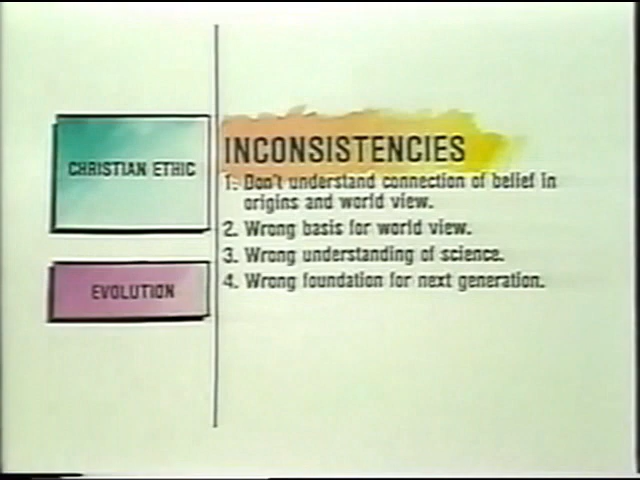 CHRISTIAN ETHIC
EVOLUTION
INCONSISTENCIES
1. Don't understand connection of belief in
origins and world view.
2. Wrong basis for world view.
3. Wrong understanding of science.
4. Wrong foundation for next generation.